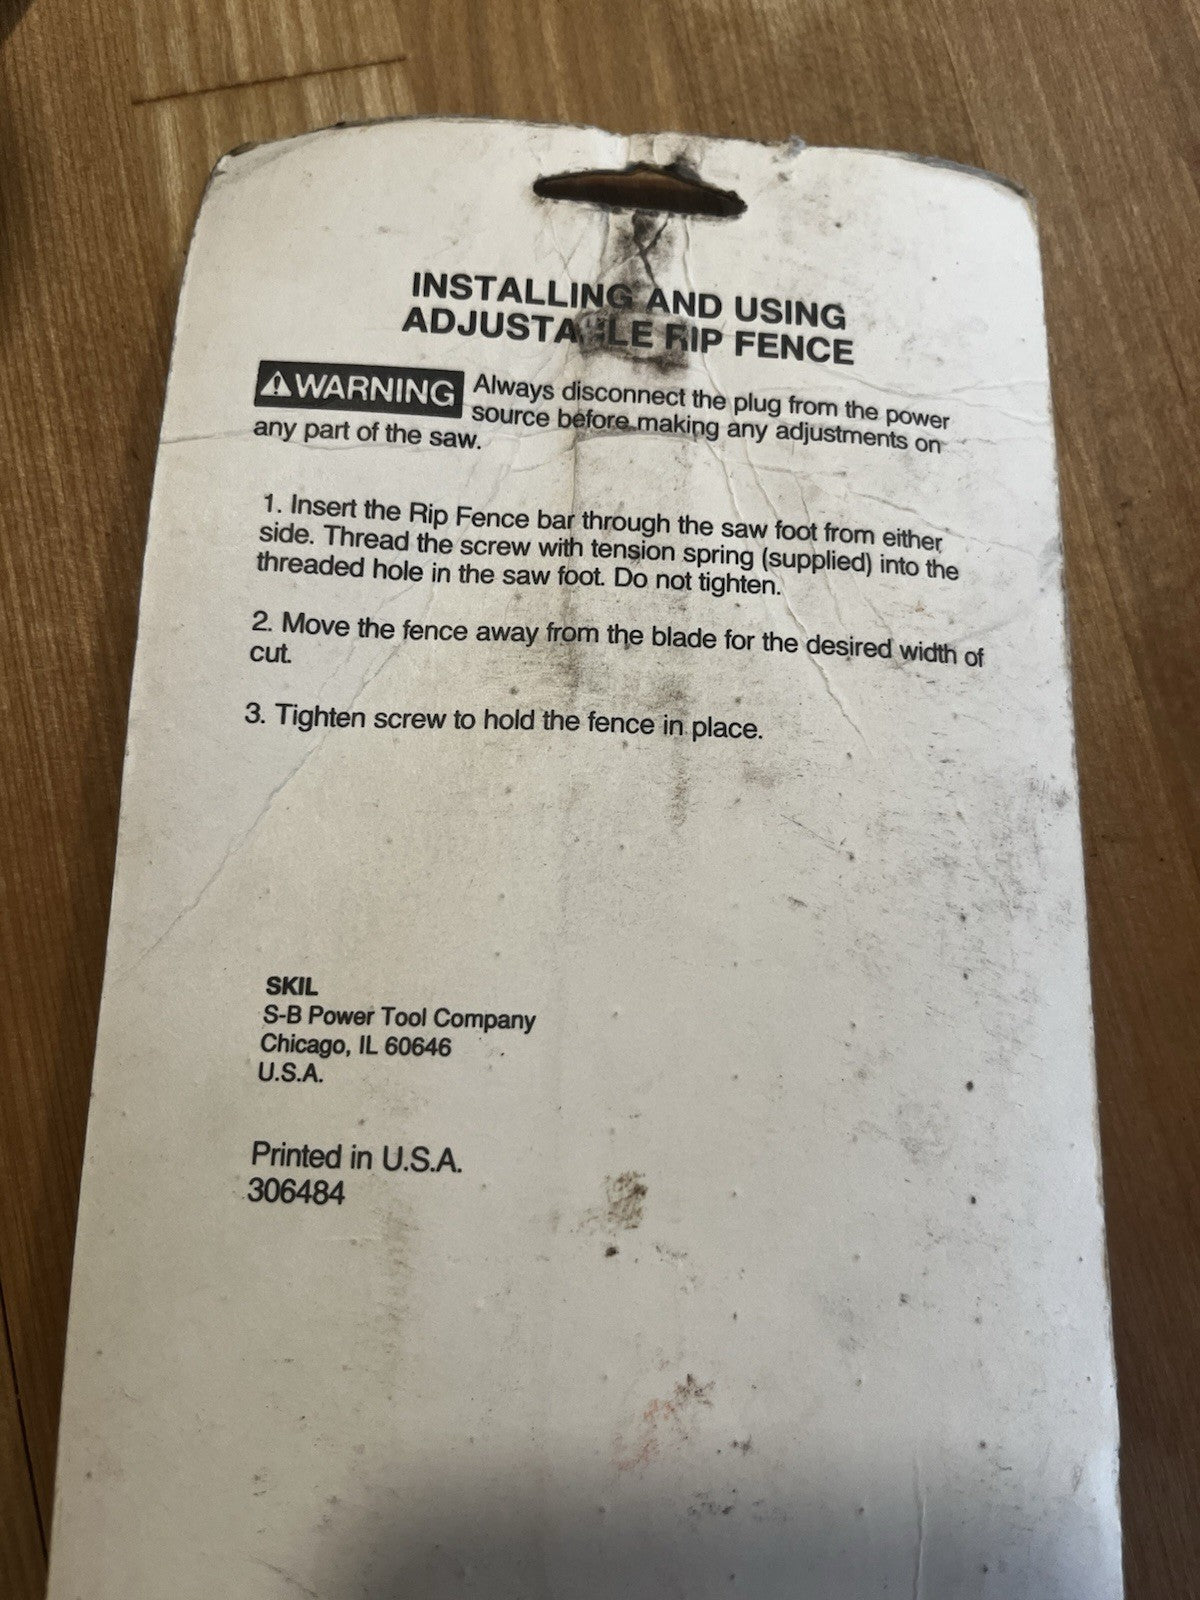 INSTALLING AND USING
ADJUSTABLE RIP FENCE
WARNING Always disconnect the plug from the power
source before making any adjustments on
any part of the saw.
1. Insert the Rip Fence bar through the saw foot from either
side. Thread the screw with tension spring (supplied) into the
threaded hole in the saw foot. Do not tighten.
2. Move the fence away from the blade for the desired width of
cut.
3. Tighten screw to hold the fence in place.
SKIL
S-B Power Tool Company
Chicago, IL 60646
U.S.A.
Printed in U.S.A.
306484